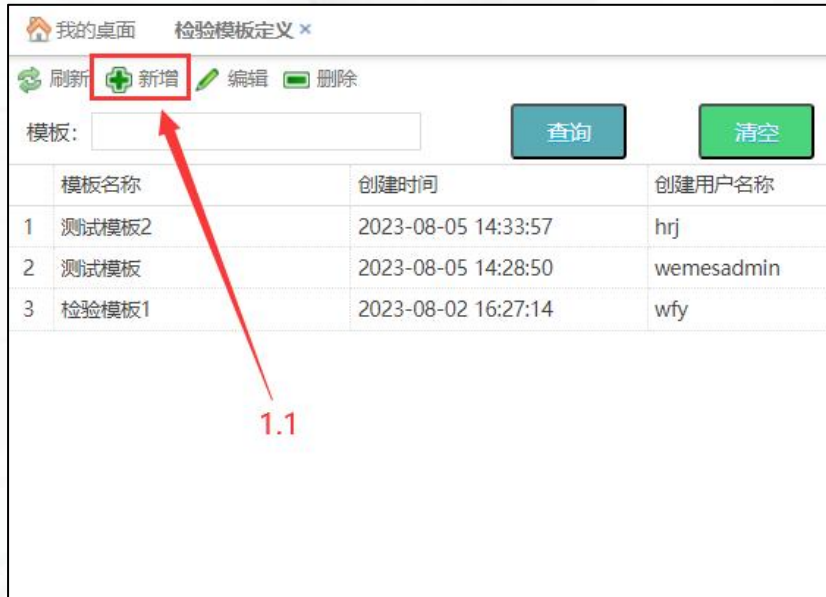 我的桌面 检验模板定义 ×
刷新 新增 编辑 删除
模板: 查询 清空
模板名称 创建时间 创建用户名称
1 测试模板2 2023-08-05 14:33:57 hrj
2 测试模板 2023-08-05 14:28:50 wemesadmin
3 检验模板1 2023-08-02 16:27:14 wfy
1.1